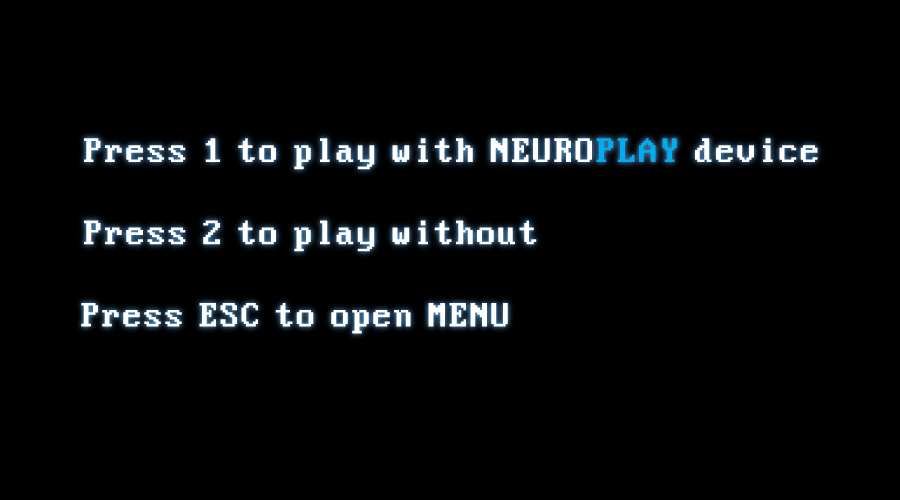 Press 1 to play with NEUROPLAY device
Press 2 to play without
Press ESC to open MENU